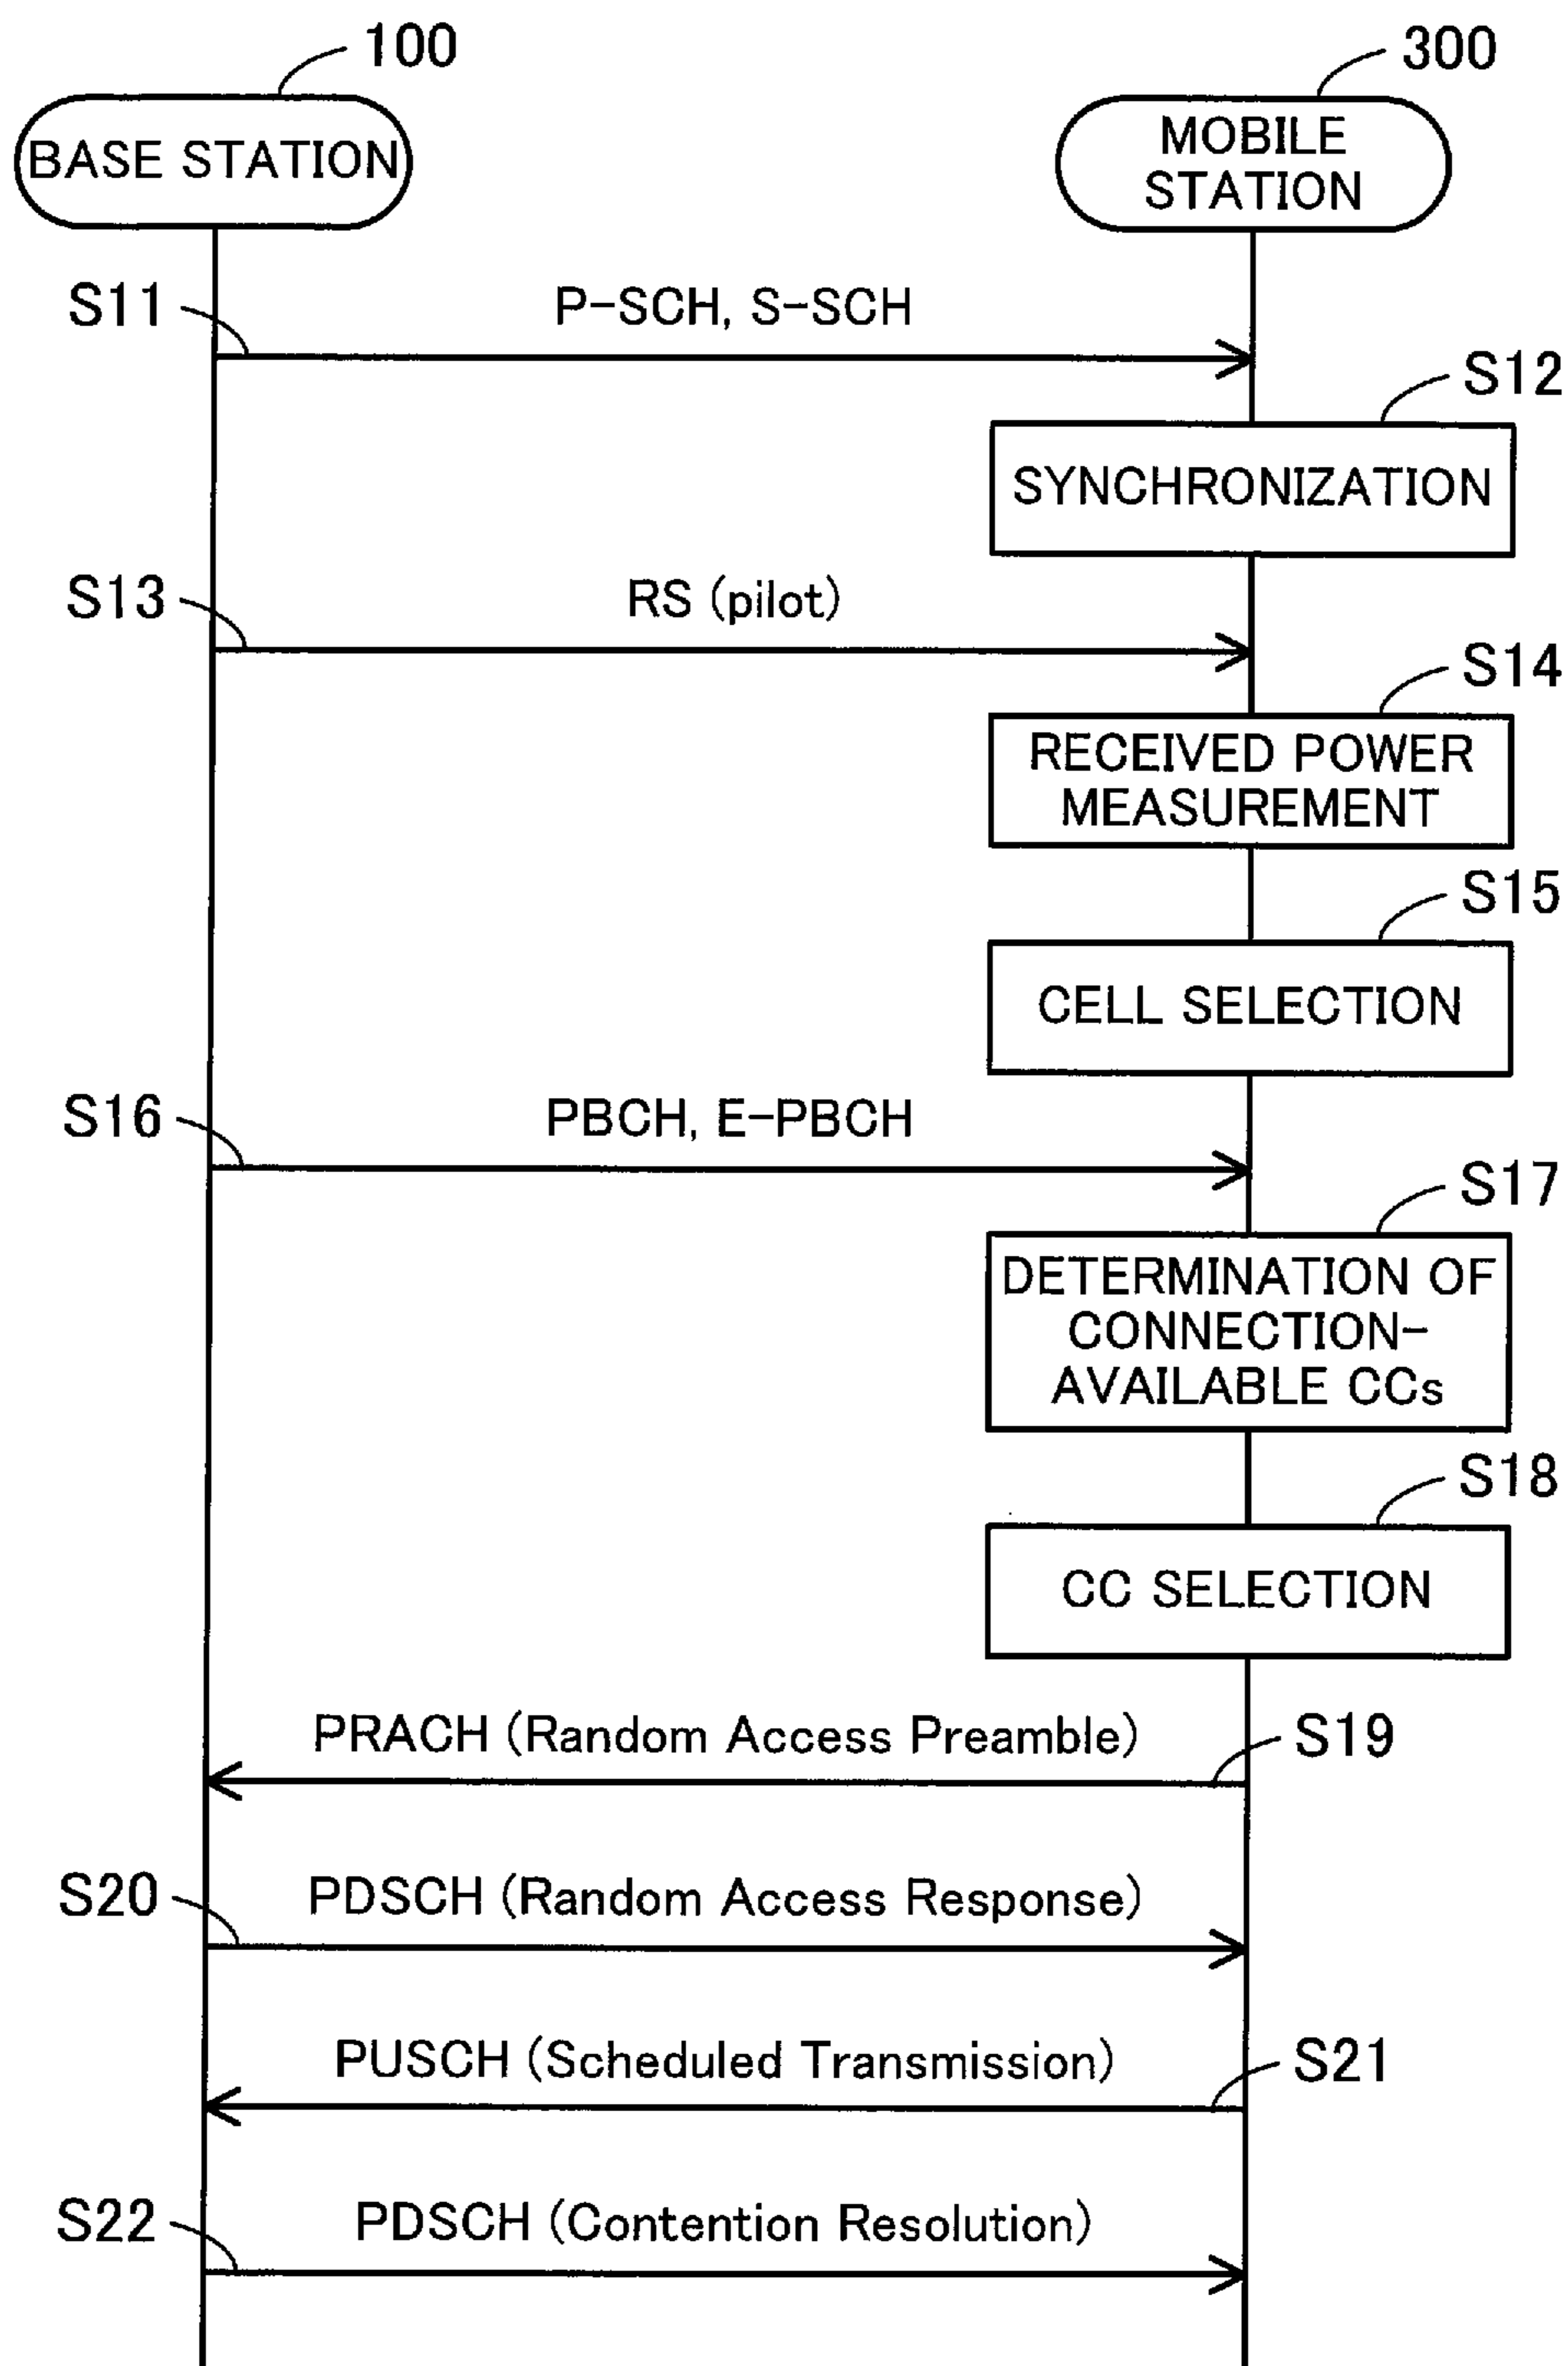 100
300
BASE STATION
MOBILE
STATION
S11
P-SCH, S-SCH
S12
SYNCHRONIZATION
S13
RS (pilot)
S14
RECEIVED POWER
MEASUREMENT
S15
CELL SELECTION
S16
PBCH, E-PBCH
S17
DETERMINATION OF
CONNECTION-
AVAILABLE CCs
S18
CC SELECTION
PRACH (Random Access Preamble)
S19
S20
PDSCH (Random Access Response)
PUSCH (Scheduled Transmission)
S21
S22
PDSCH (Contention Resolution)